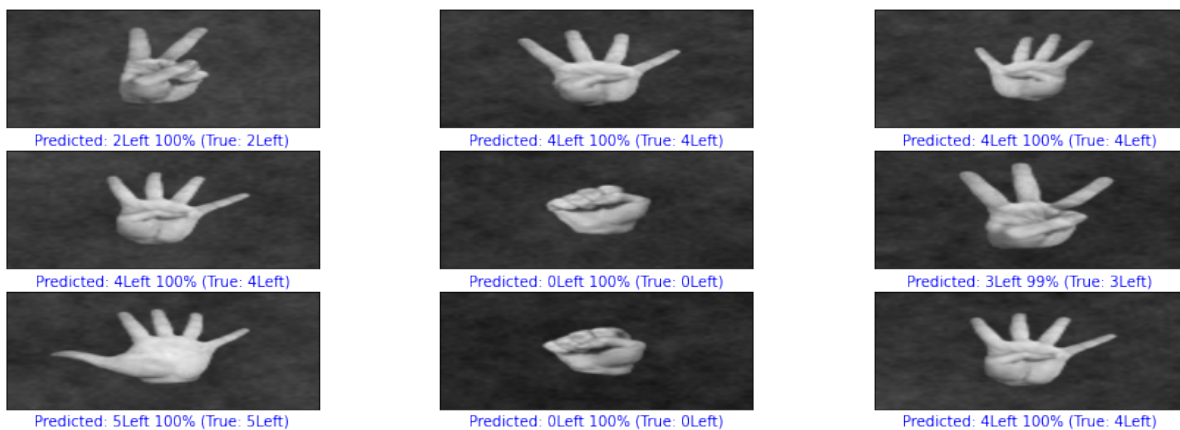 Predicted: 2Left 100% (True: 2Left)
Predicted: 4Left 100% (True: 4Left)
Predicted: 4Left 100% (True: 4Left)
Predicted: 4Left 100% (True: 4Left)
Predicted: 0Left 100% (True: 0Left)
Predicted: 3Left 99% (True: 3Left)
Predicted: 5Left 100% (True: 5Left)
Predicted: 0Left 100% (True: 0Left)
Predicted: 4Left 100% (True: 4Left)